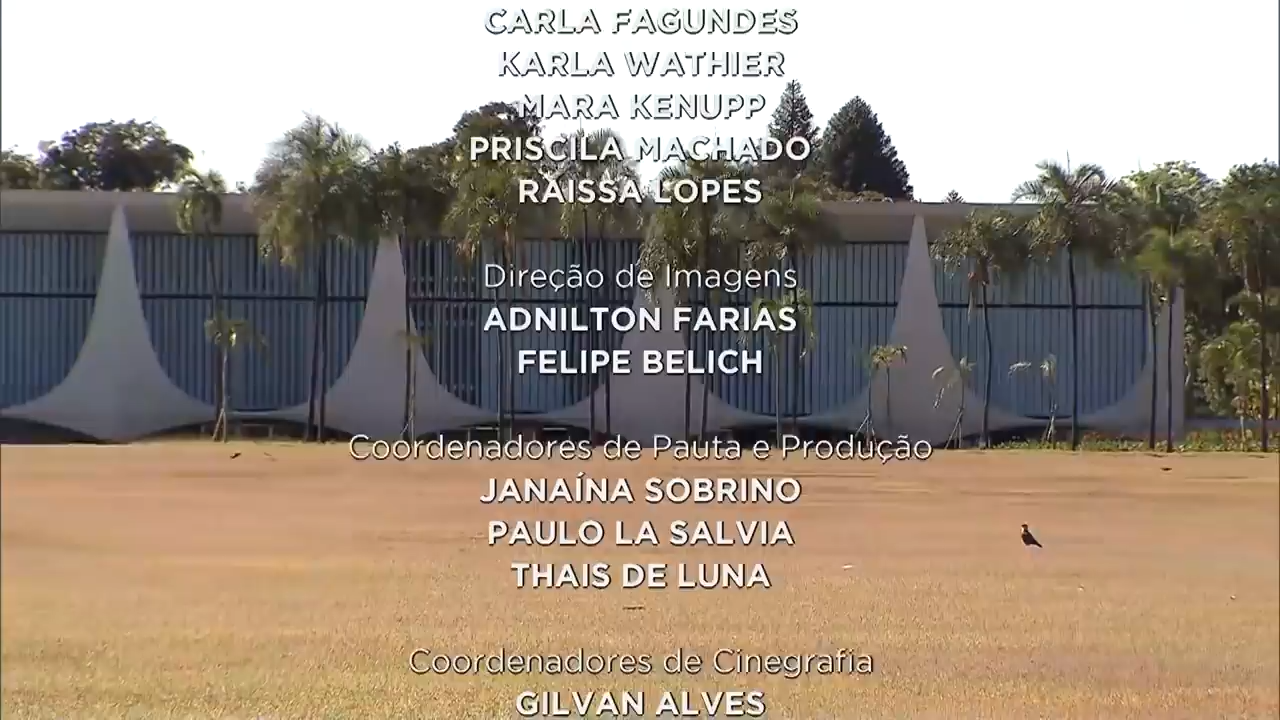 CARLA FAGUNDES
KARLA WATHIER
MARA KENUPP
PRISCILA MACHADO
RAISSA LOPES
Direção de Imagens
ADNILTON FARIAS
FELIPE BELICH
Coordenadores de Pauta e Produção
JANAÍNA SOBRINO
PAULO LA SALVIA
THAIS DE LUNA
Coordenadores de Cinegrafia
GILVAN ALVES